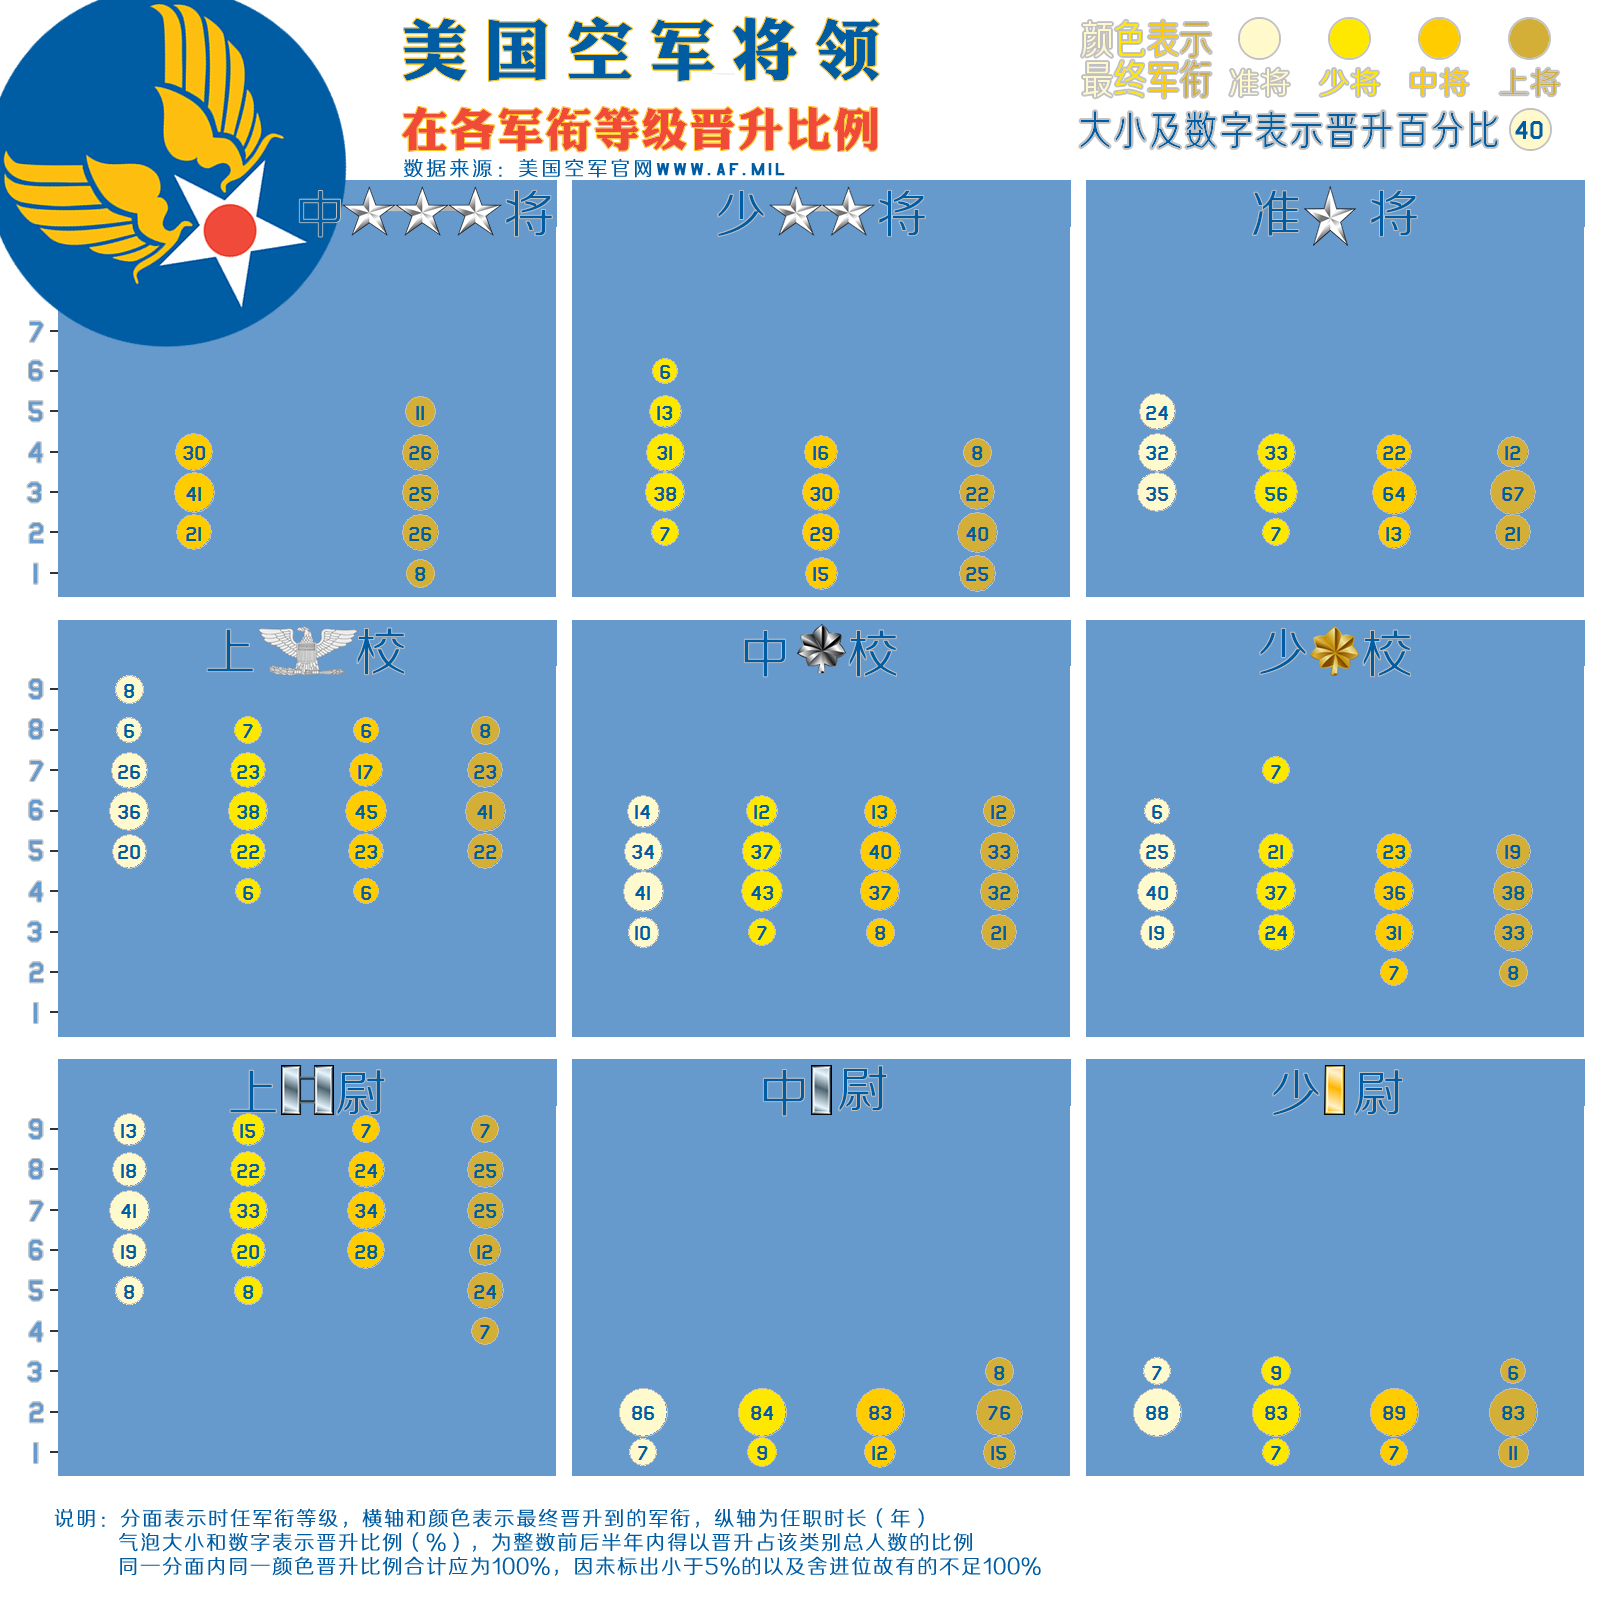 美国空军将领
在各军衔等级晋升比例
数据来源：美国空军官网WWW.AF.MIL
颜色表示
最终军衔
准将 少将 中将 上将
大小及数字表示晋升百分比 40
中将 少将 准将
7
6 6
5 11 13 24
4 30 26 31 16 8 32 33 22 12
3 41 25 38 30 22 35 56 64 67
2 21 26 7 29 40 7 13 21
1 8 15 25
上校 中校 少校
9 8
8 6 7 6 8
7 26 23 17 23 7
6 36 38 45 41 14 12 13 12 6
5 20 22 23 22 34 37 40 33 25 21 23 19
4 6 6 41 43 37 32 40 37 36 38
3 10 7 8 21 19 24 31 33
2 7 8
1
上尉 中尉 少尉
9 13 15 7 7
8 18 22 24 25
7 41 33 34 25
6 19 20 28 12
5 8 8 24
4 7
3 8 7 9 6
2 86 84 83 76 88 83 89 83
1 7 9 12 15 7 7 11
说明：分面表示时任军衔等级，横轴和颜色表示最终晋升到的军衔，纵轴为任职时长（年）
气泡大小和数字表示晋升比例（%），为整数前后半年内得以晋升占该类别总人数的比例
同一分面内同一颜色晋升比例合计应为100%，因未标出小于5%的以及舍进位故有的不足100%